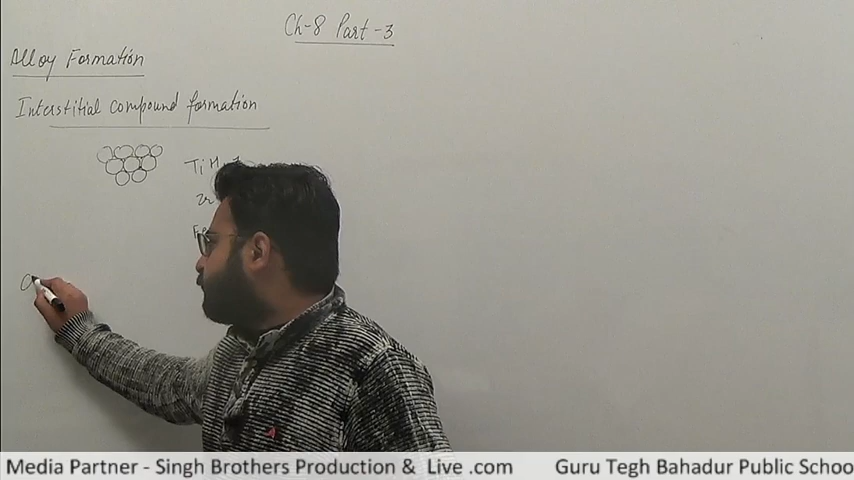 Ch-8 Part-3
Alloy Formation
Interstitial compound formation
Media Partner - Singh Brothers Production & Live .com Guru Tegh Bahadur Public Schoo